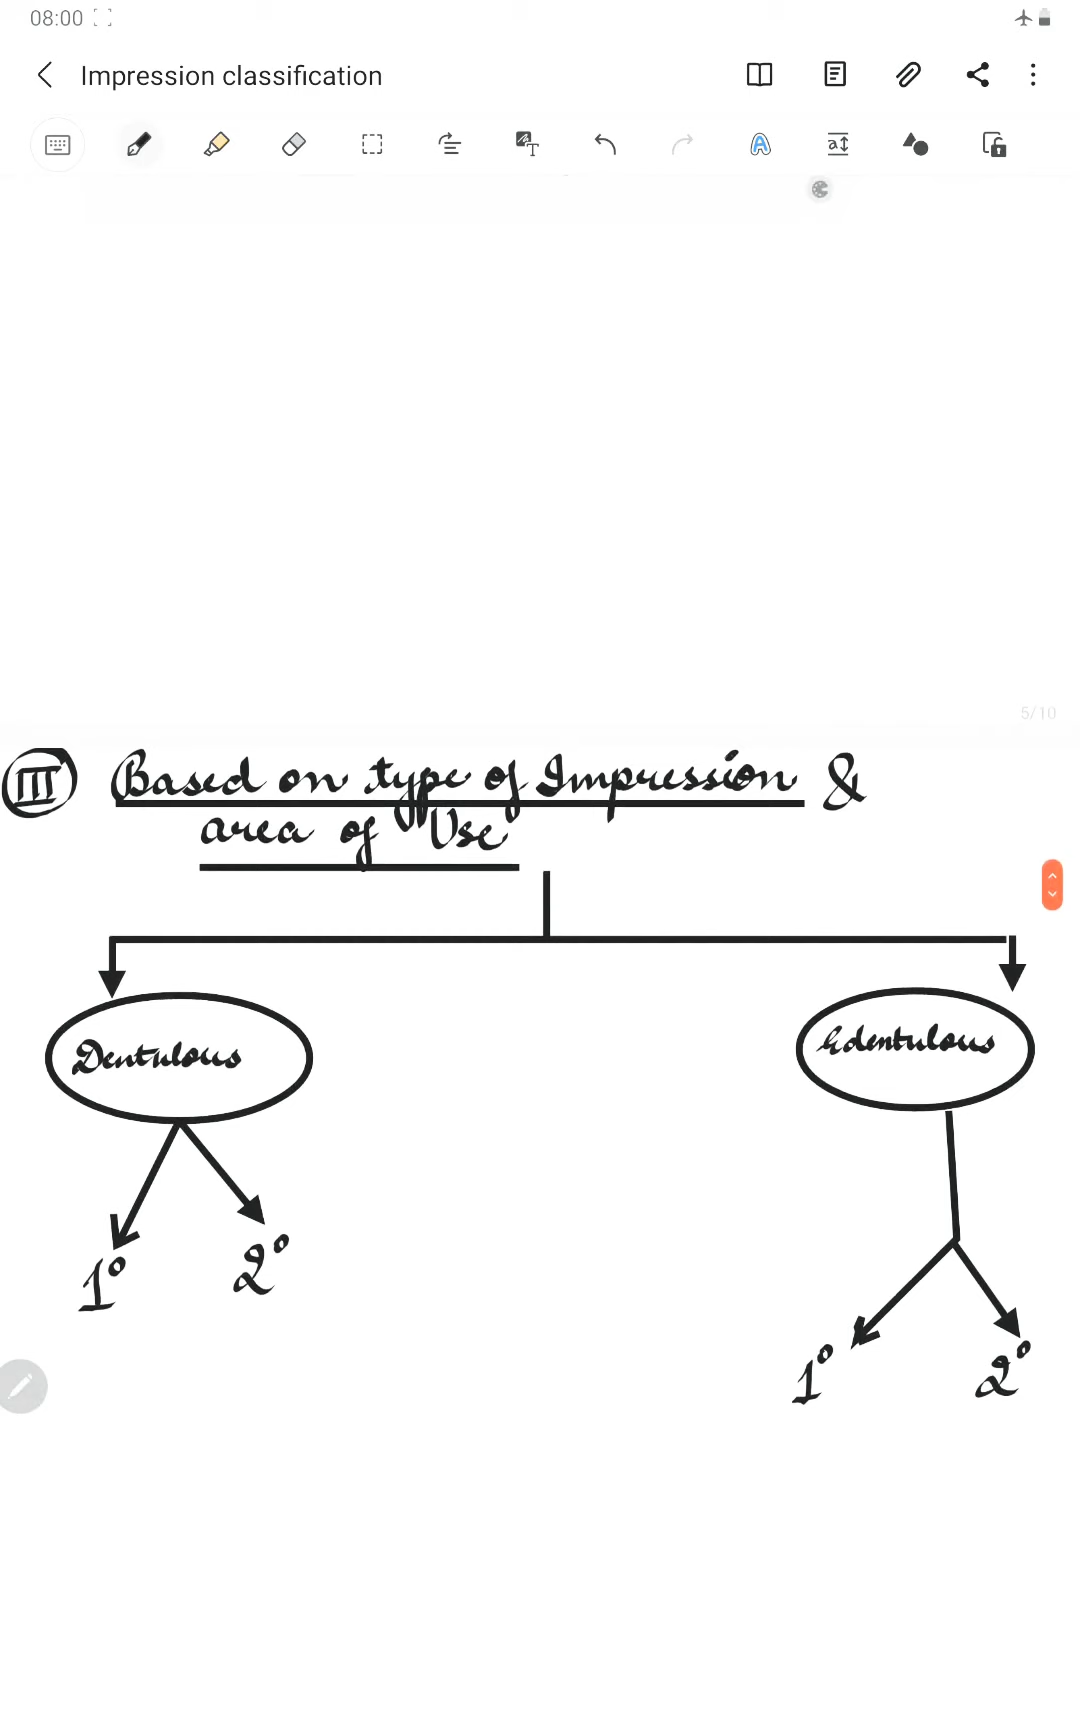 08:00
Impression classification
5/10
III Based on type of Impression &
area of Use
Dentulous
Edentulous
1° 2°
1° 2°